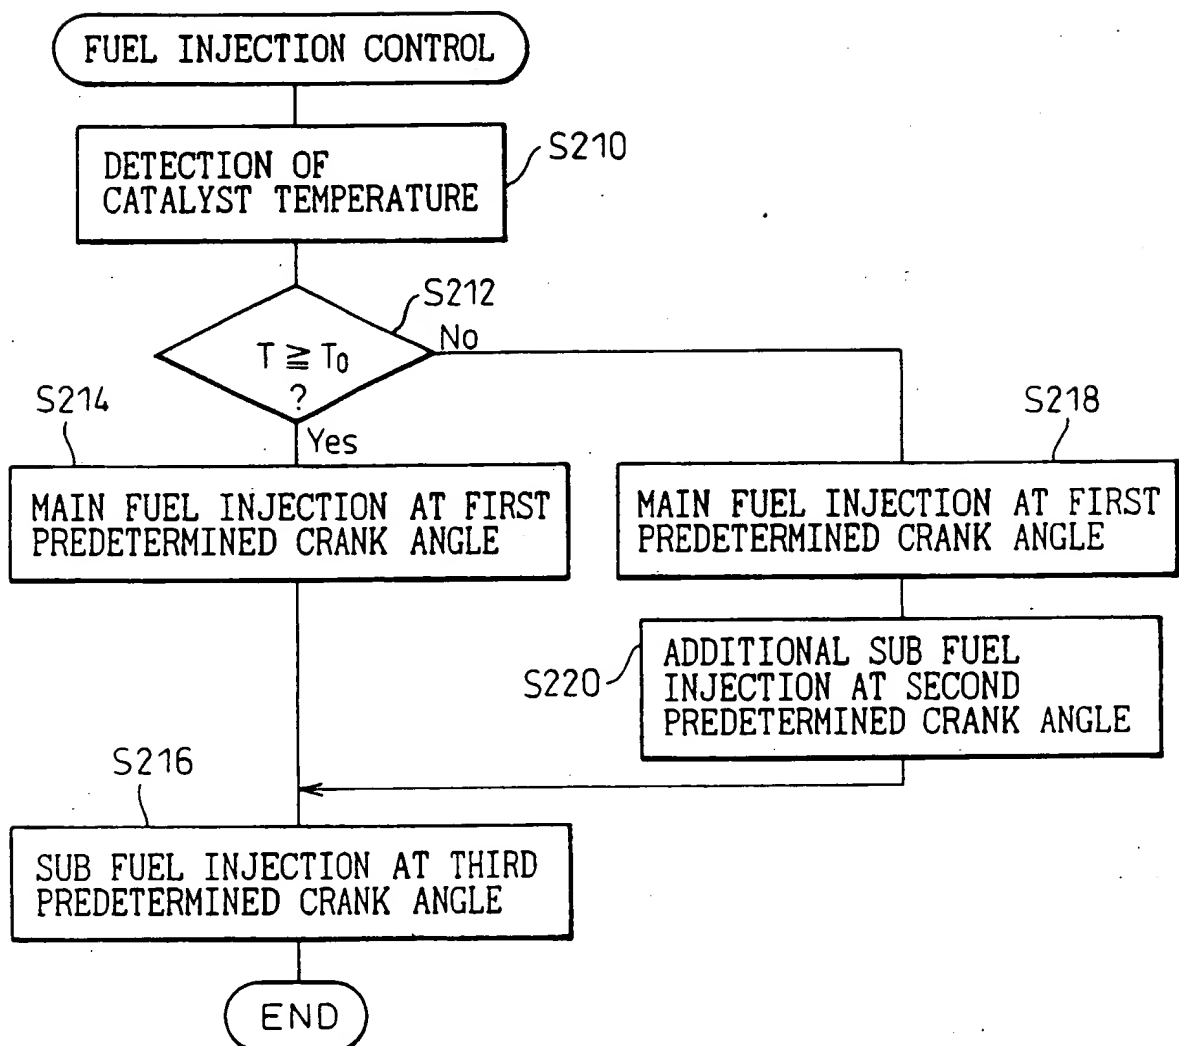 FUEL INJECTION CONTROL
DETECTION OF
CATALYST TEMPERATURE
S210
S212
T ≧ T0
?
No
Yes
S214
MAIN FUEL INJECTION AT FIRST
PREDETERMINED CRANK ANGLE
S218
MAIN FUEL INJECTION AT FIRST
PREDETERMINED CRANK ANGLE
S220
ADDITIONAL SUB FUEL
INJECTION AT SECOND
PREDETERMINED CRANK ANGLE
S216
SUB FUEL INJECTION AT THIRD
PREDETERMINED CRANK ANGLE
END